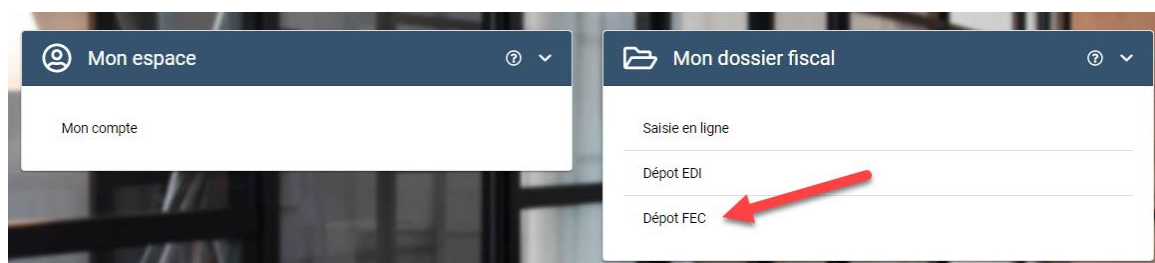 Mon espace
Mon compte
Mon dossier fiscal
Saisie en ligne
Dépot EDI
Dépot FEC